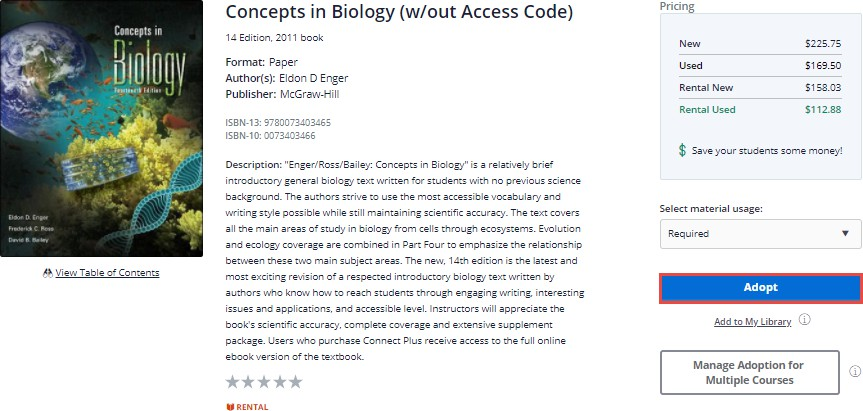 Concepts in
Biology
Fourteenth Edition
Eldon D. Enger
Frederick C. Ross
David B. Bailey
View Table of Contents
Concepts in Biology (w/out Access Code)
14 Edition, 2011 book
Format: Paper
Author(s): Eldon D Enger
Publisher: McGraw-Hill
ISBN-13: 9780073403465
ISBN-10: 0073403466
Description: "Enger/Ross/Bailey: Concepts in Biology" is a relatively brief
introductory general biology text written for students with no previous science
background. The authors strive to use the most accessible vocabulary and
writing style possible while still maintaining scientific accuracy. The text covers
all the main areas of study in biology from cells through ecosystems. Evolution
and ecology coverage are combined in Part Four to emphasize the relationship
between these two main subject areas. The new, 14th edition is the latest and
most exciting revision of a respected introductory biology text written by
authors who know how to reach students through engaging writing, interesting
issues and applications, and accessible level. Instructors will appreciate the
book's scientific accuracy, complete coverage and extensive supplement
package. Users who purchase Connect Plus receive access to the full online
ebook version of the textbook.
RENTAL
Pricing
New $225.75
Used $169.50
Rental New $158.03
Rental Used $112.88
$ Save your students some money!
Select material usage:
Required
Adopt
Add to My Library
Manage Adoption for
Multiple Courses